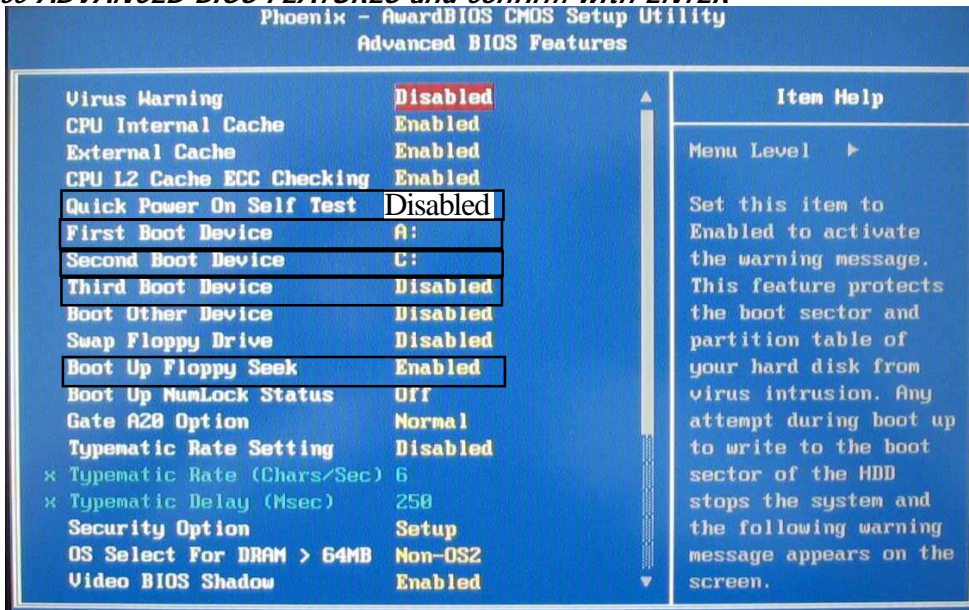 ADVANCED BIOS FEATURES and confirm with ENTER
Phoenix - AwardBIOS CMOS Setup Utility
Advanced BIOS Features
Virus Warning Disabled
CPU Internal Cache Enabled
External Cache Enabled
CPU L2 Cache ECC Checking Enabled
Quick Power On Self Test Disabled
First Boot Device A:
Second Boot Device C:
Third Boot Device Disabled
Boot Other Device Disabled
Swap Floppy Drive Disabled
Boot Up Floppy Seek Enabled
Boot Up NumLock Status Off
Gate A20 Option Normal
Typematic Rate Setting Disabled
x Typematic Rate (Chars/Sec) 6
x Typematic Delay (Msec) 250
Security Option Setup
OS Select For DRAM > 64MB Non-OS2
Video BIOS Shadow Enabled
Item Help
Menu Level ▸
Set this item to
Enabled to activate
the warning message.
This feature protects
the boot sector and
partition table of
your hard disk from
virus intrusion. Any
attempt during boot up
to write to the boot
sector of the HDD
stops the system and
the following warning
message appears on the
screen.